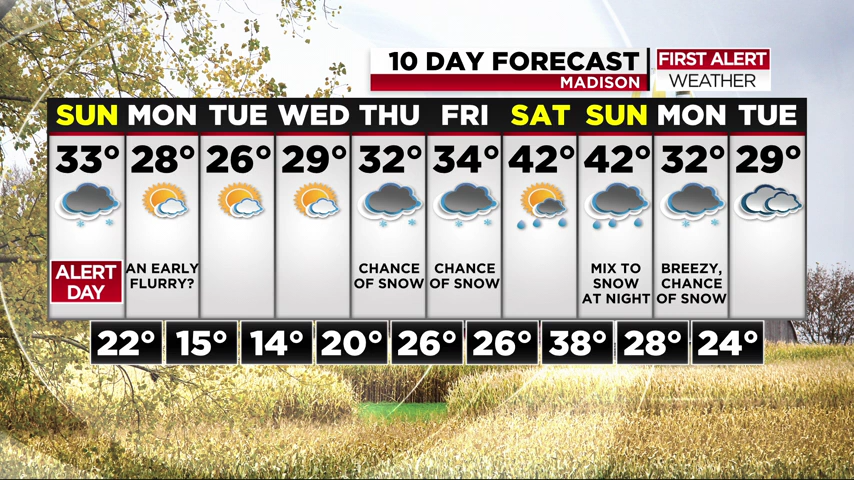 10 DAY FORECAST
MADISON
FIRST ALERT
WEATHER
SUN MON TUE WED THU FRI SAT SUN MON TUE
33° 28° 26° 29° 32° 34° 42° 42° 32° 29°
ALERT DAY
AN EARLY
FLURRY?
CHANCE
OF SNOW
CHANCE
OF SNOW
MIX TO
SNOW
AT NIGHT
BREEZY,
CHANCE
OF SNOW
22° 15° 14° 20° 26° 26° 38° 28° 24°